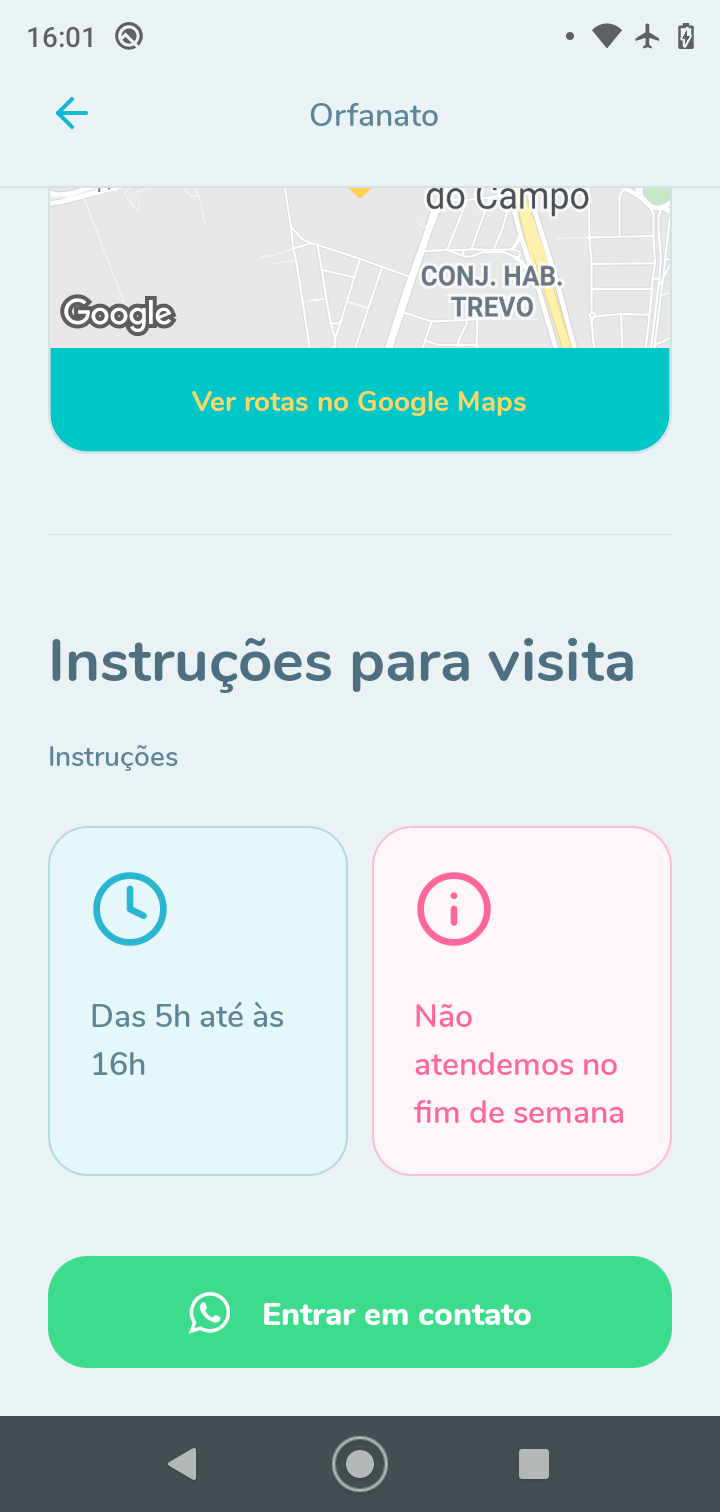 16:01
Orfanato
do Campo
CONJ. HAB.
TREVO
Google
Ver rotas no Google Maps
Instruções para visita
Instruções
Das 5h até às
16h
Não
atendemos no
fim de semana
Entrar em contato